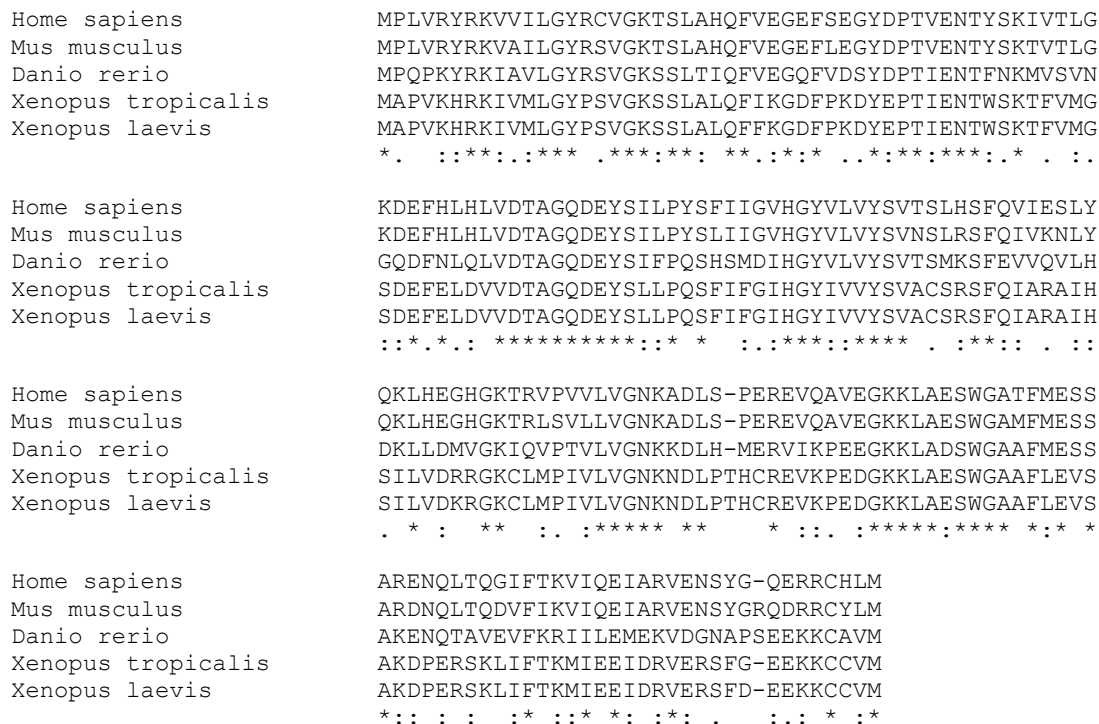 Home sapiens MPLVRYRKVVILGYRCVGKTSLAHQFVEGEFSEGYDPTVENTYSKIVTLG
Mus musculus MPLVRYRKVAILGYRSVGKTSLAHQFVEGEFLEGYDPTVENTYSKTVTLG
Danio rerio MPQPKYRKIAVLGYRSVGKSSLTIQFVEGQFVDSYDPTIENTFNKMVSVN
Xenopus tropicalis MAPVKHRKIVMLGYPSVGKSSLALQFIKGDFPKDYEPTIENTWSKTFVMG
Xenopus laevis MAPVKHRKIVMLGYPSVGKSSLALQFFKGDFPKDYEPTIENTWSKTFVMG
*. ::**:.:*** .***:**: **.:*:* ..*:**:***:.* . :.
Home sapiens KDEFHLHLVDTAGQDEYSILPYSFIIGVHGYVLVYSVTSLHSFQVIESLY
Mus musculus KDEFHLHLVDTAGQDEYSILPYSLIIGVHGYVLVYSVNSLRSFQIVKNLY
Danio rerio GQDFNLQLVDTAGQDEYSIFPQSHSMDIHGYVLVYSVTSMKSFEVVQVLH
Xenopus tropicalis SDEFELDVVDTAGQDEYSLLPQSFIFGIHGYIVVYSVACSRSFQIARAIH
Xenopus laevis SDEFELDVVDTAGQDEYSLLPQSFIFGIHGYIVVYSVACSRSFQIARAIH
::*.*.: **********::* * :.:***::**** . :**:: . ::
Home sapiens QKLHEGHGKTRVPVVLVGNKADLS-PEREVQAVEGKKLAESWGATFMESS
Mus musculus QKLHEGHGKTRLSVLLVGNKADLS-PEREVQAVEGKKLAESWGAMFMESS
Danio rerio DKLLDMVGKIQVPTVLVGNKKDLH-MERVIKPEEGKKLADSWGAAFMESS
Xenopus tropicalis SILVDRRGKCLMPIVLVGNKNDLPTHCREVKPEDGKKLAESWGAAFLEVS
Xenopus laevis SILVDKRGKCLMPIVLVGNKNDLPTHCREVKPEDGKKLAESWGAAFLEVS
. * : ** :. :***** ** * ::. :*****:**** *:* *
Home sapiens ARENQLTQGIFTKVIQEIARVENSYG-QERRCHLM
Mus musculus ARDNQLTQDVFIKVIQEIARVENSYGRQDRRCYLM
Danio rerio AKENQTAVEVFKRIILEMEKVDGNAPSEEKKCAVM
Xenopus tropicalis AKDPERSKLIFTKMIEEIDRVERSFG-EEKKCCVM
Xenopus laevis AKDPERSKLIFTKMIEEIDRVERSFD-EEKKCCVM
*:: : : :* ::* *: :*: . :.: * :*